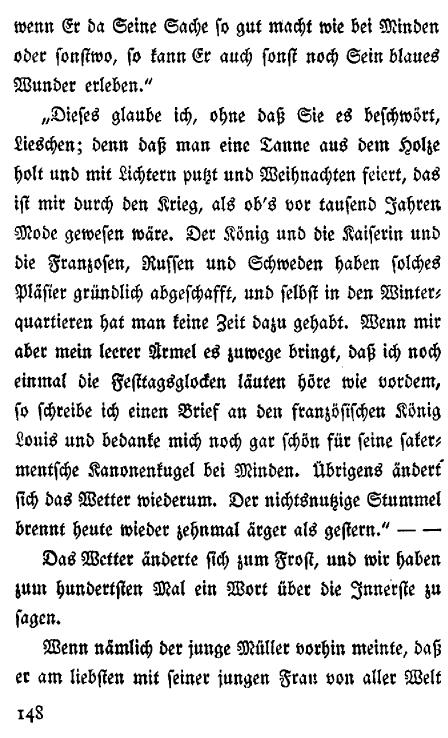 wenn Er da Seine Sache so gut macht wie bei Minden
oder sonstwo, so kann Er auch sonst noch Sein blaues
Wunder erleben.“
„Dieses glaube ich, ohne daß Sie es beschwört,
Lieschen; denn daß man eine Tanne aus dem Holze
holt und mit Lichtern putzt und Weihnachten feiert, das
ist mir durch den Krieg, als ob's vor tausend Jahren
Mode gewesen wäre. Der König und die Kaiserin und
die Franzosen, Russen und Schweden haben solches
Pläsier gründlich abgeschafft, und selbst in den Winter-
quartieren hat man keine Zeit dazu gehabt. Wenn mir
aber mein leerer Ärmel es zuwege bringt, daß ich noch
einmal die Festtagsglocken läuten höre wie vordem,
so schreibe ich einen Brief an den französischen König
Louis und bedanke mich noch gar schön für seine saker-
mentsche Kanonenkugel bei Minden. Übrigens ändert
sich das Wetter wiederum. Der nichtsnutzige Stummel
brennt heute wieder zehnmal ärger als gestern.“ — —
Das Wetter änderte sich zum Frost, und wir haben
zum hundertsten Mal ein Wort über die Innerste zu
sagen.
Wenn nämlich der junge Müller vorhin meinte, daß
er am liebsten mit seiner jungen Frau von aller Welt
148